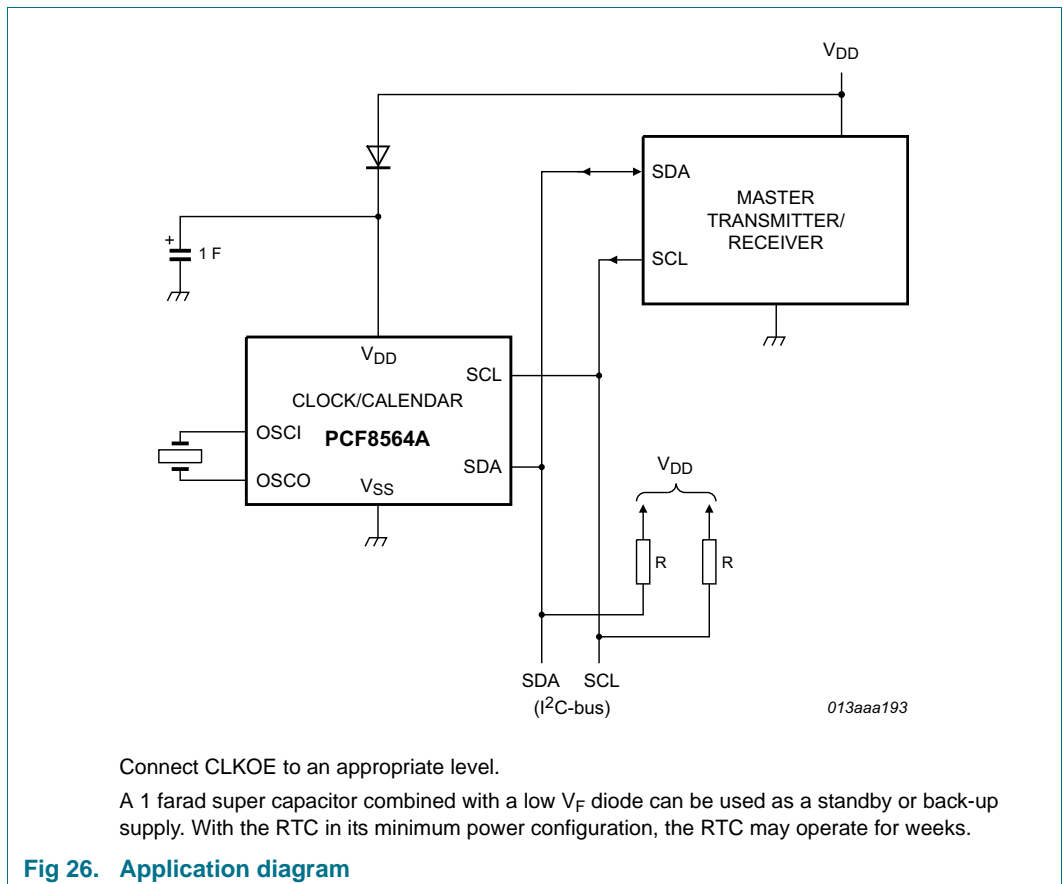 VDD
SDA
MASTER
TRANSMITTER/
RECEIVER
SCL
+
1 F
VDD
SCL
CLOCK/CALENDAR
OSCI
PCF8564A
SDA
OSCO
VSS
VDD
R
R
SDA SCL
(I2C-bus)
013aaa193
Connect CLKOE to an appropriate level.
A 1 farad super capacitor combined with a low VF diode can be used as a standby or back-up
supply. With the RTC in its minimum power configuration, the RTC may operate for weeks.
Fig 26. Application diagram